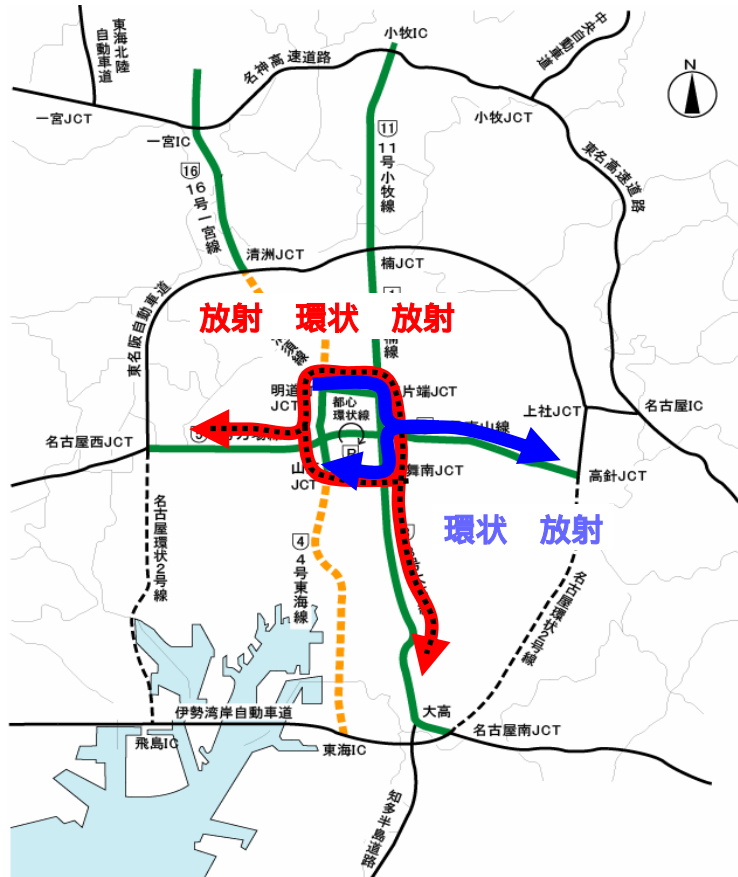 東海北陸
自動車道
小牧IC
中央自動車道
名神高速道路
N
一宮JCT
一宮IC
小牧JCT
11
11号小牧線
16
16号一宮線
東名高速道路
清洲JCT
楠JCT
東名阪自動車道
放射 環状 放射
須線
楠線
明道
JCT
都心
環状線
片端JCT
上社JCT
名古屋IC
名古屋西JCT
R
山
JCT
舞南JCT
高針JCT
環状 放射
名古屋環状2号線
4
4号東海線
名古屋環状2号線
伊勢湾岸自動車道
大高
飛島IC
東海IC
名古屋南JCT
知多半島道路